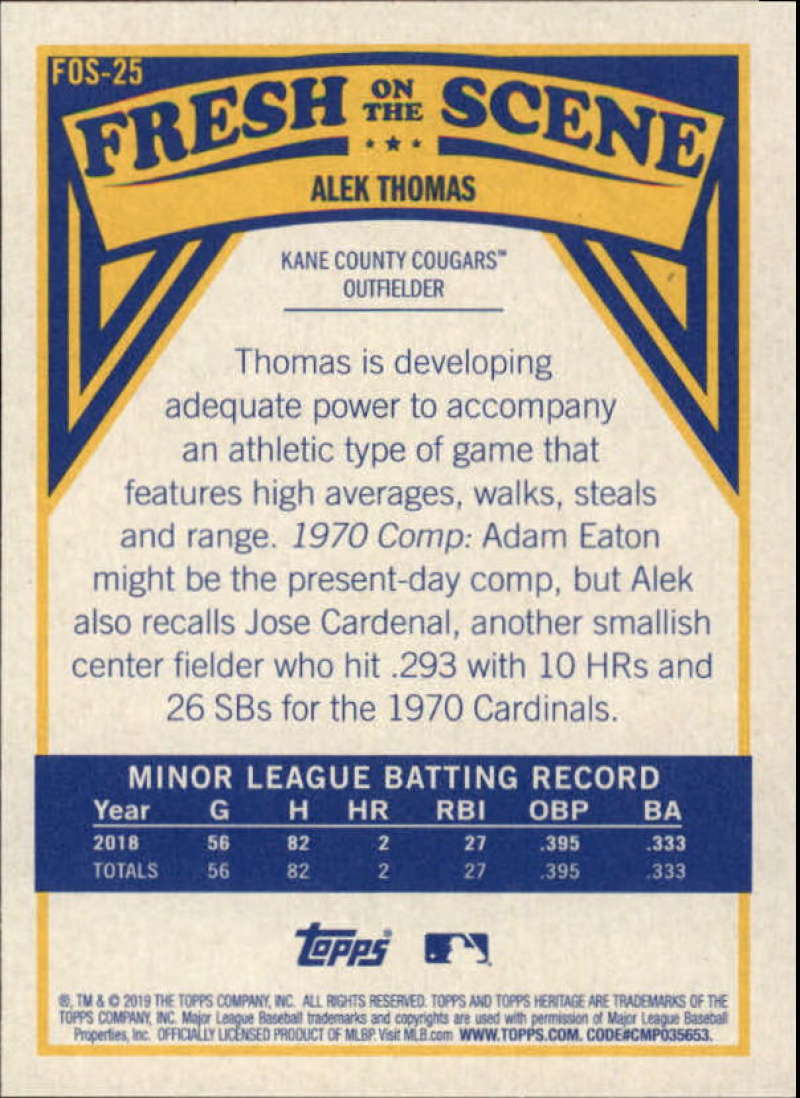 FOS-25
FRESH ON THE SCENE
ALEK THOMAS
KANE COUNTY COUGARS™
OUTFIELDER
Thomas is developing
adequate power to accompany
an athletic type of game that
features high averages, walks, steals
and range. 1970 Comp: Adam Eaton
might be the present-day comp, but Alek
also recalls Jose Cardenal, another smallish
center fielder who hit .293 with 10 HRs and
26 SBs for the 1970 Cardinals.
MINOR LEAGUE BATTING RECORD
Year G H HR RBI OBP BA
2018 56 82 2 27 .395 .333
TOTALS 56 82 2 27 .395 .333
Topps®
®, TM & © 2019 THE TOPPS COMPANY, INC. ALL RIGHTS RESERVED. TOPPS AND TOPPS HERITAGE ARE TRADEMARKS OF THE
TOPPS COMPANY, INC. Major League Baseball trademarks and copyrights are used with permission of Major League Baseball
Properties, Inc. OFFICIALLY LICENSED PRODUCT OF MLBP. Visit MLB.com WWW.TOPPS.COM. CODE#CMP035653.